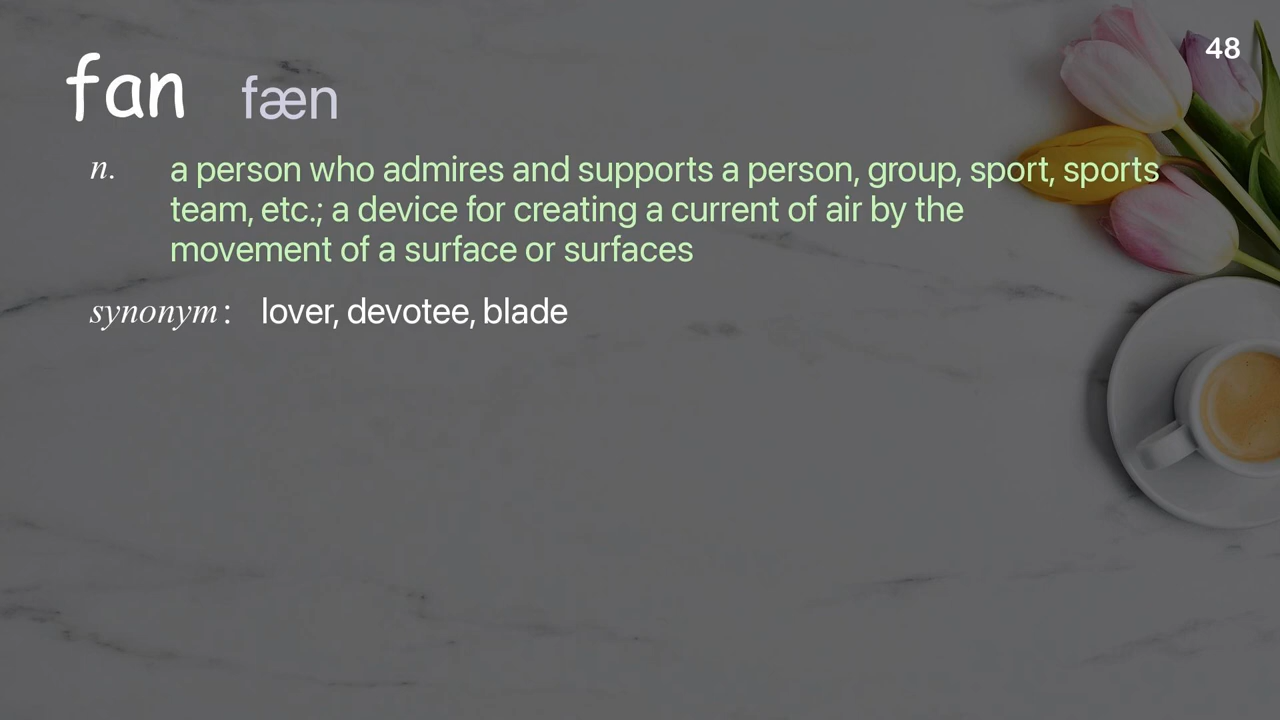 48
fan fæn
n. a person who admires and supports a person, group, sport, sports
team, etc.; a device for creating a current of air by the
movement of a surface or surfaces
synonym: lover, devotee, blade